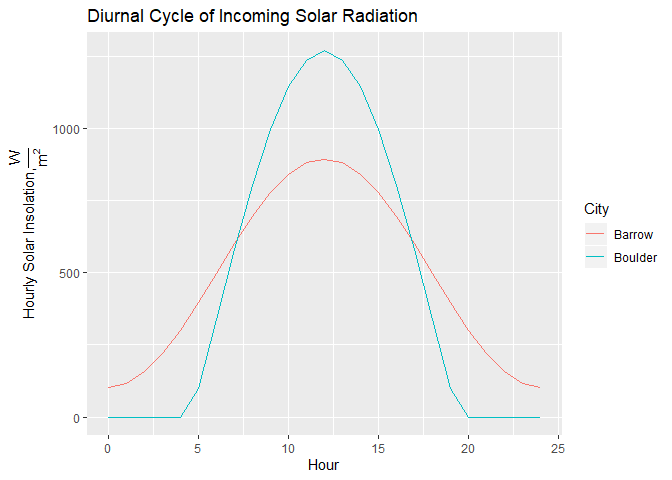 Diurnal Cycle of Incoming Solar Radiation
Hourly Solar Insolation, W/m²
1000
500
0
0 5 10 15 20 25
Hour
City
Barrow
Boulder